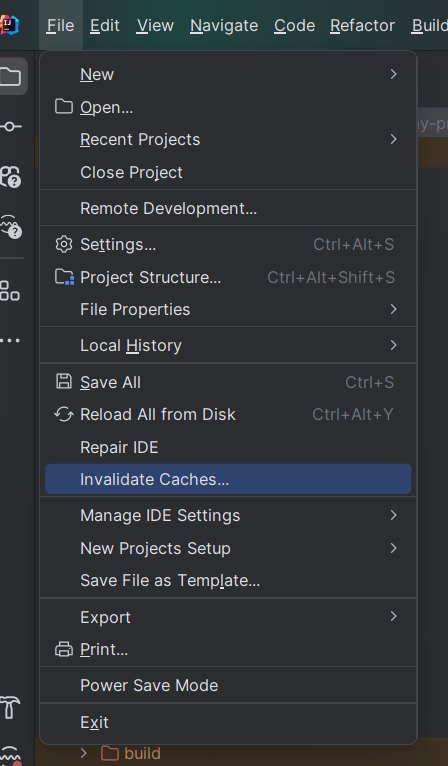 File Edit View Navigate Code Refactor Build
New
Open...
Recent Projects
Close Project
Remote Development...
Settings... Ctrl+Alt+S
Project Structure... Ctrl+Alt+Shift+S
File Properties
Local History
Save All Ctrl+S
Reload All from Disk Ctrl+Alt+Y
Repair IDE
Invalidate Caches...
Manage IDE Settings
New Projects Setup
Save File as Template...
Export
Print...
Power Save Mode
Exit
build